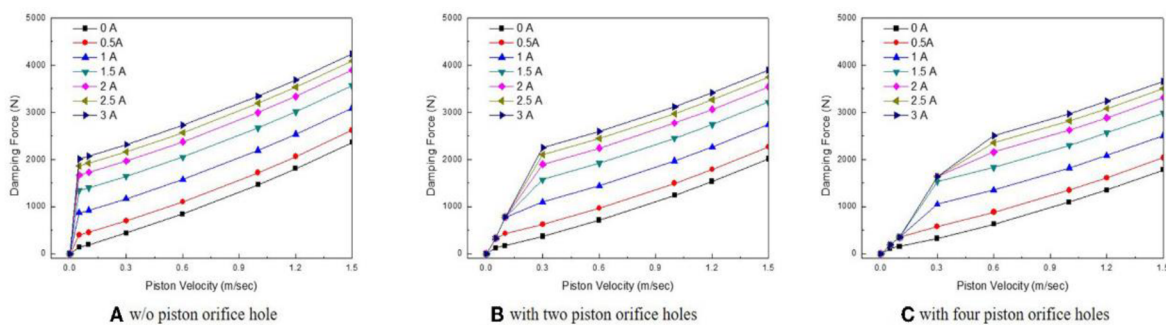 5000
4000
3000
2000
1000
0
Damping Force (N)
0 A
0.5A
1 A
1.5 A
2 A
2.5 A
3 A
0.0 0.3 0.6 0.9 1.2 1.5
Piston Velocity (m/sec)
A w/o piston orifice hole
5000
4000
3000
2000
1000
0
Damping Force (N)
0 A
0.5A
1 A
1.5 A
2 A
2.5 A
3 A
0.0 0.3 0.6 0.9 1.2 1.5
Piston Velocity (m/sec)
B with two piston orifice holes
5000
4000
3000
2000
1000
0
Damping Force (N)
0 A
0.5A
1 A
1.5 A
2 A
2.5 A
3 A
0.0 0.3 0.6 0.9 1.2 1.5
Piston Velocity (m/sec)
C with four piston orifice holes